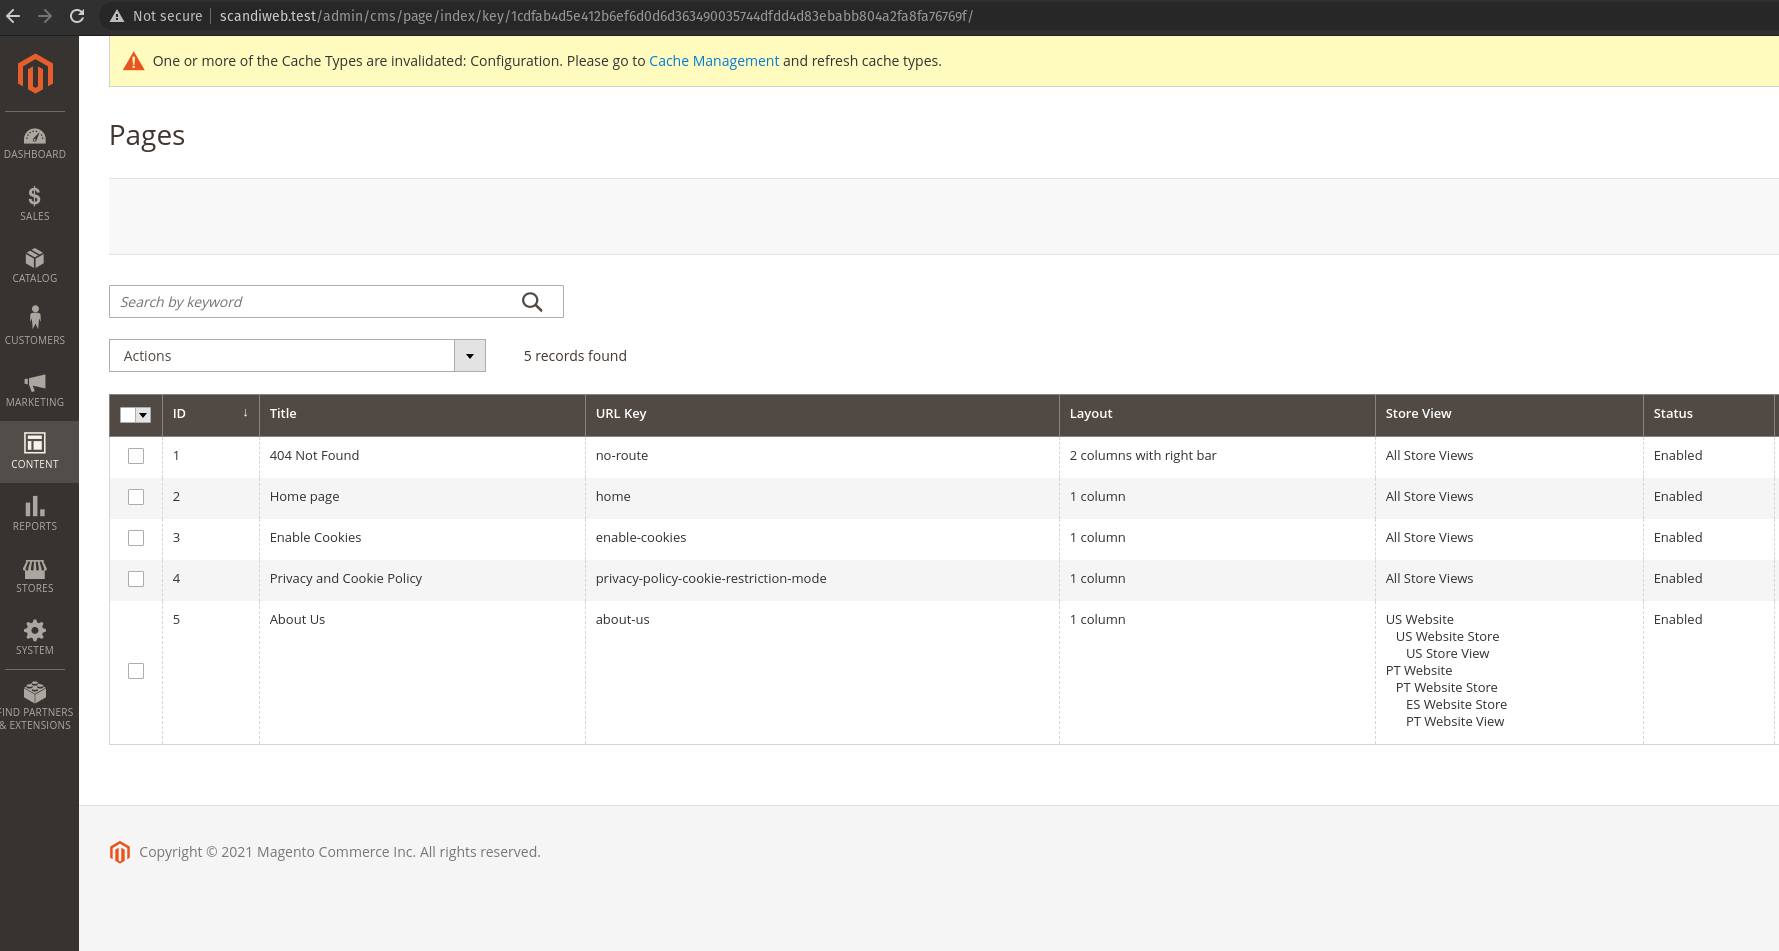 Not secure | scandiweb.test/admin/cms/page/index/key/1cdfab4d5e412b6ef6d0d6d363490035744dfdd4d83ebabb804a2fa8fa76769f/
One or more of the Cache Types are invalidated: Configuration. Please go to Cache Management and refresh cache types.
Pages
DASHBOARD
SALES
CATALOG
CUSTOMERS
MARKETING
CONTENT
REPORTS
STORES
SYSTEM
FIND PARTNERS
& EXTENSIONS
Search by keyword
Actions
5 records found
ID ↓ Title URL Key Layout Store View Status
1 404 Not Found no-route 2 columns with right bar All Store Views Enabled
2 Home page home 1 column All Store Views Enabled
3 Enable Cookies enable-cookies 1 column All Store Views Enabled
4 Privacy and Cookie Policy privacy-policy-cookie-restriction-mode 1 column All Store Views Enabled
5 About Us about-us 1 column US Website Enabled
US Website Store
US Store View
PT Website
PT Website Store
ES Website Store
PT Website View
Copyright © 2021 Magento Commerce Inc. All rights reserved.